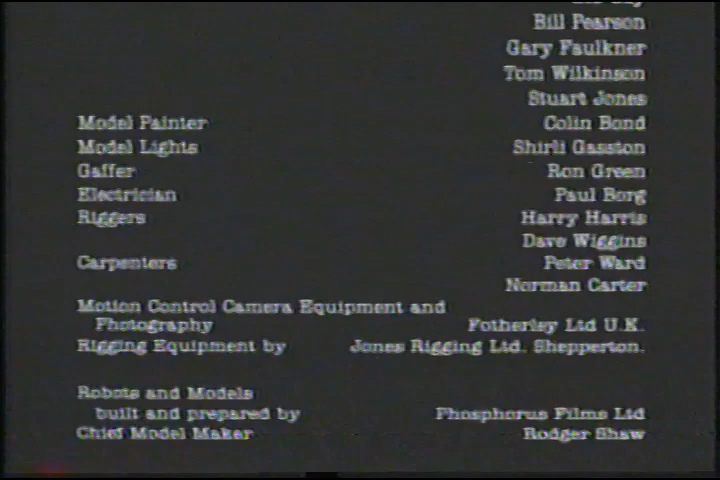 Bill Pearson
Gary Faulkner
Tom Wilkinson
Stuart Jones
Model Painter Colin Bond
Model Lights Shirli Gasston
Gaffer Ron Green
Electrician Paul Borg
Riggers Harry Harris
Dave Wiggins
Carpenters Peter Ward
Norman Carter
Motion Control Camera Equipment and
Photography Fotherley Ltd U.K.
Rigging Equipment by Jones Rigging Ltd. Shepperton.
Robots and Models
built and prepared by Phosphorus Films Ltd
Chief Model Maker Rodger Shaw